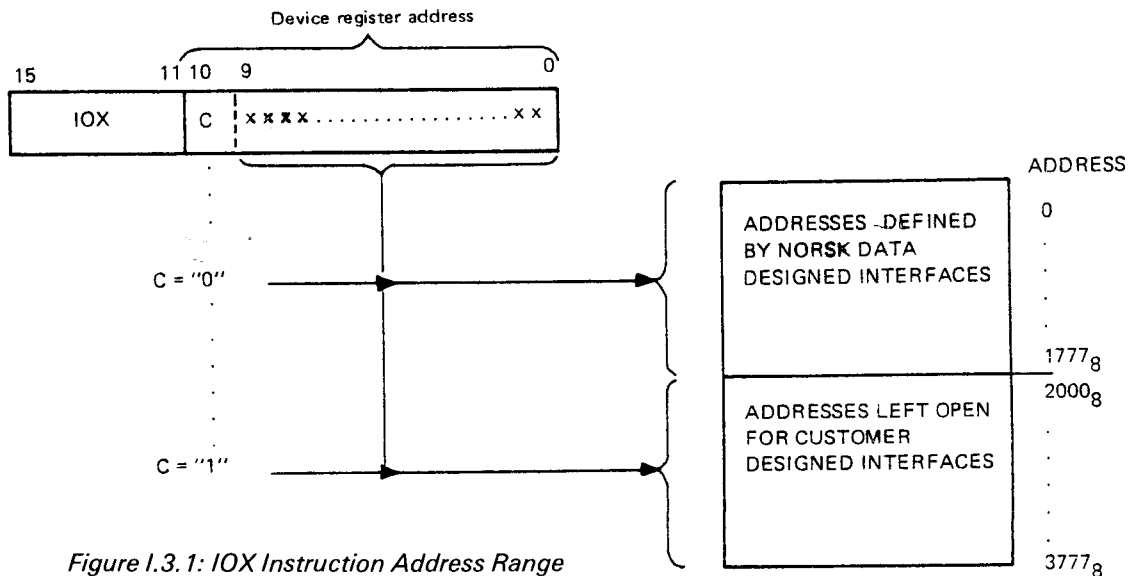 Device register address
15 11 10 9 0
IOX C x x x x . . . . . . . . . . . . . . . . . x x
ADDRESS
ADDRESSES DEFINED
BY NORSK DATA
DESIGNED INTERFACES
0
C = "0"
1777₈
2000₈
ADDRESSES LEFT OPEN
FOR CUSTOMER
DESIGNED INTERFACES
C = "1"
3777₈
Figure I.3.1: IOX Instruction Address Range